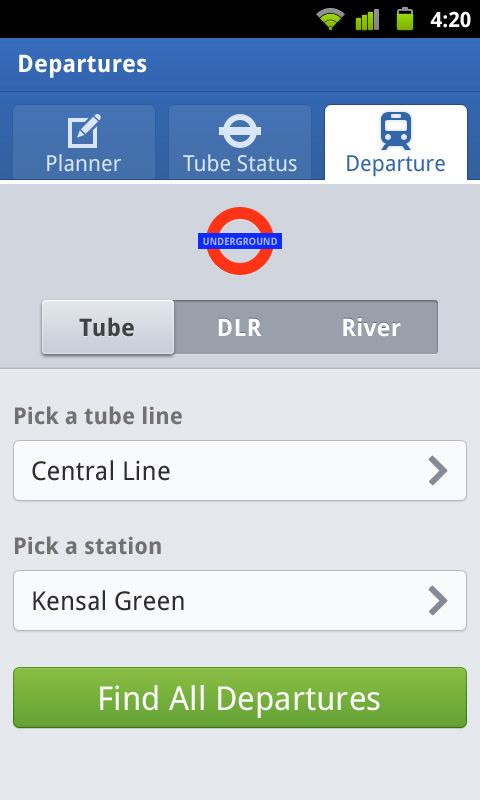 4:20
Departures
Planner
Tube Status
Departure
UNDERGROUND
Tube
DLR
River
Pick a tube line
Central Line
Pick a station
Kensal Green
Find All Departures